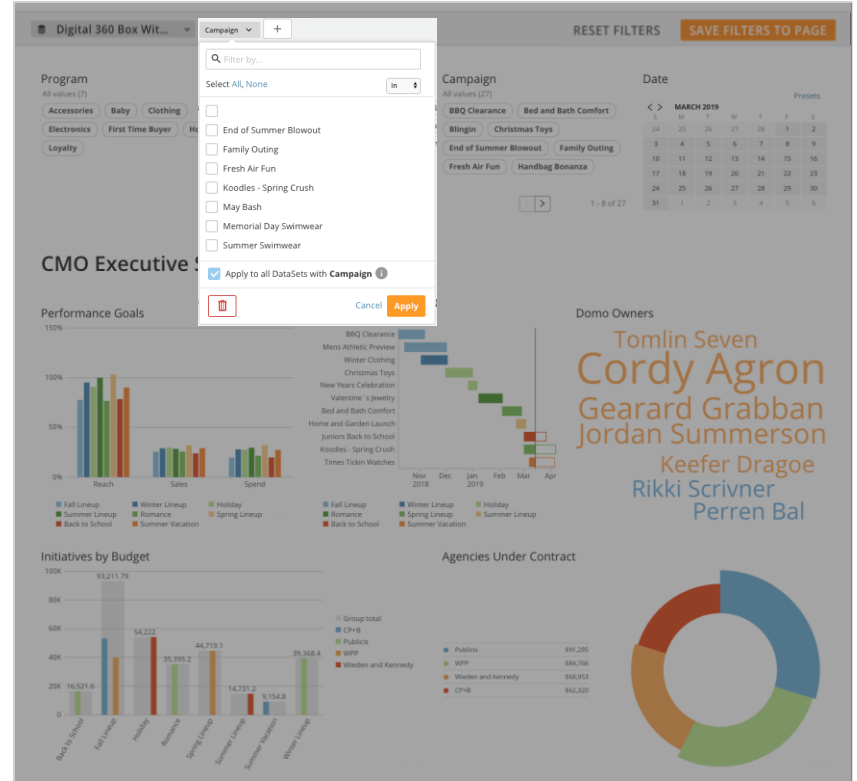 Digital 360 Box Wit...
Campaign
+
RESET FILTERS
SAVE FILTERS TO PAGE
Filter by...
Select All, None
In
End of Summer Blowout
Family Outing
Fresh Air Fun
Koodles - Spring Crush
May Bash
Memorial Day Swimwear
Summer Swimwear
Apply to all DataSets with Campaign
Cancel
Apply
Program
All values (7)
Accessories Baby Clothing
Electronics First Time Buyer
Loyalty
Campaign
All values (27)
BBQ Clearance Bed and Bath Comfort
Blingin Christmas Toys
End of Summer Blowout Family Outing
Fresh Air Fun Handbag Bonanza
1 - 8 of 27
Date
Presets
< > MARCH 2019
S M T W T F S
24 25 26 27 28 1 2
3 4 5 6 7 8 9
10 11 12 13 14 15 16
17 18 19 20 21 22 23
24 25 26 27 28 29 30
31 1 2 3 4 5 6
CMO Executive
Performance Goals
150%
100%
50%
0%
Reach Sales Spend
Fall Lineup Winter Lineup Holiday
Summer Lineup Romance Spring Lineup
Back to School Summer Vacation
BBQ Clearance
Mens Athletic Preview
Winter Clothing
Christmas Toys
New Years Celebration
Valentine`s Jewelry
Bed and Bath Comfort
Home and Garden Launch
Juniors Back to School
Koodles - Spring Crush
Times Tickin Watches
Nov Dec Jan Feb Mar Apr
2018 2019
Fall Lineup Winter Lineup Holiday
Romance Spring Lineup Summer Lineup
Back to School Summer Vacation
Domo Owners
Tomlin Seven
Cordy Agron
Gearard Grabban
Jordan Summerson
Keefer Dragoe
Rikki Scrivner
Perren Bal
Initiatives by Budget
100K
80K
60K
40K
20K
0
93,211.79
54,222
44,719.1
35,395.2
39,368.4
16,521.6
14,731.2
9,154.8
Back to School
Fall Lineup
Holiday
Romance
Spring Lineup
Summer Lineup
Summer Vacation
Winter Lineup
Group total
CP+B
Publicis
WPP
Wieden and Kennedy
Agencies Under Contract
Publicis $91,285
WPP $84,766
Wieden and Kennedy $68,953
CP+B $62,320